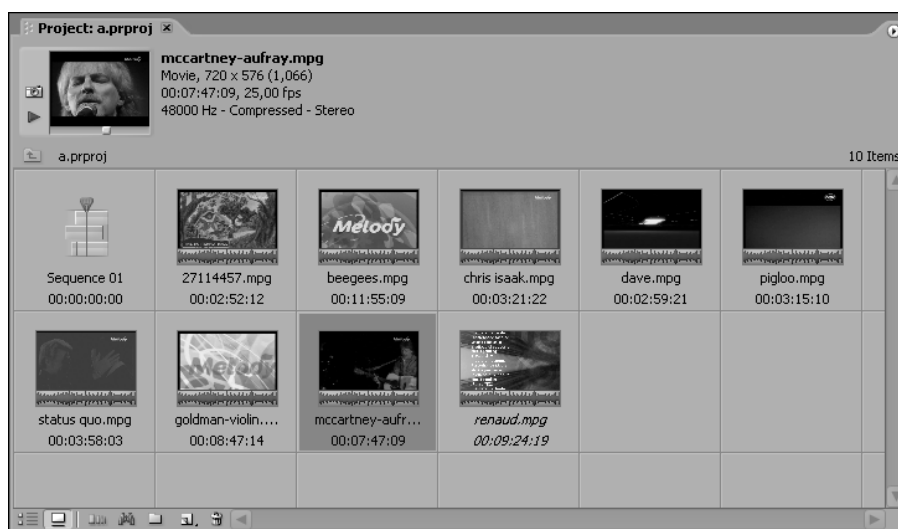 Project: a.prproj
mccartney-aufray.mpg
Movie, 720 x 576 (1,066)
00:07:47:09, 25,00 fps
48000 Hz - Compressed - Stereo
a.prproj
10 Items
Melody
Sequence 01
27114457.mpg
beegees.mpg
chris isaak.mpg
dave.mpg
pigloo.mpg
00:00:00:00
00:02:52:12
00:11:55:09
00:03:21:22
00:02:59:21
00:03:15:10
Melody
status quo.mpg
goldman-violin....
mccartney-aufr...
renaud.mpg
00:03:58:03
00:08:47:14
00:07:47:09
00:09:24:19